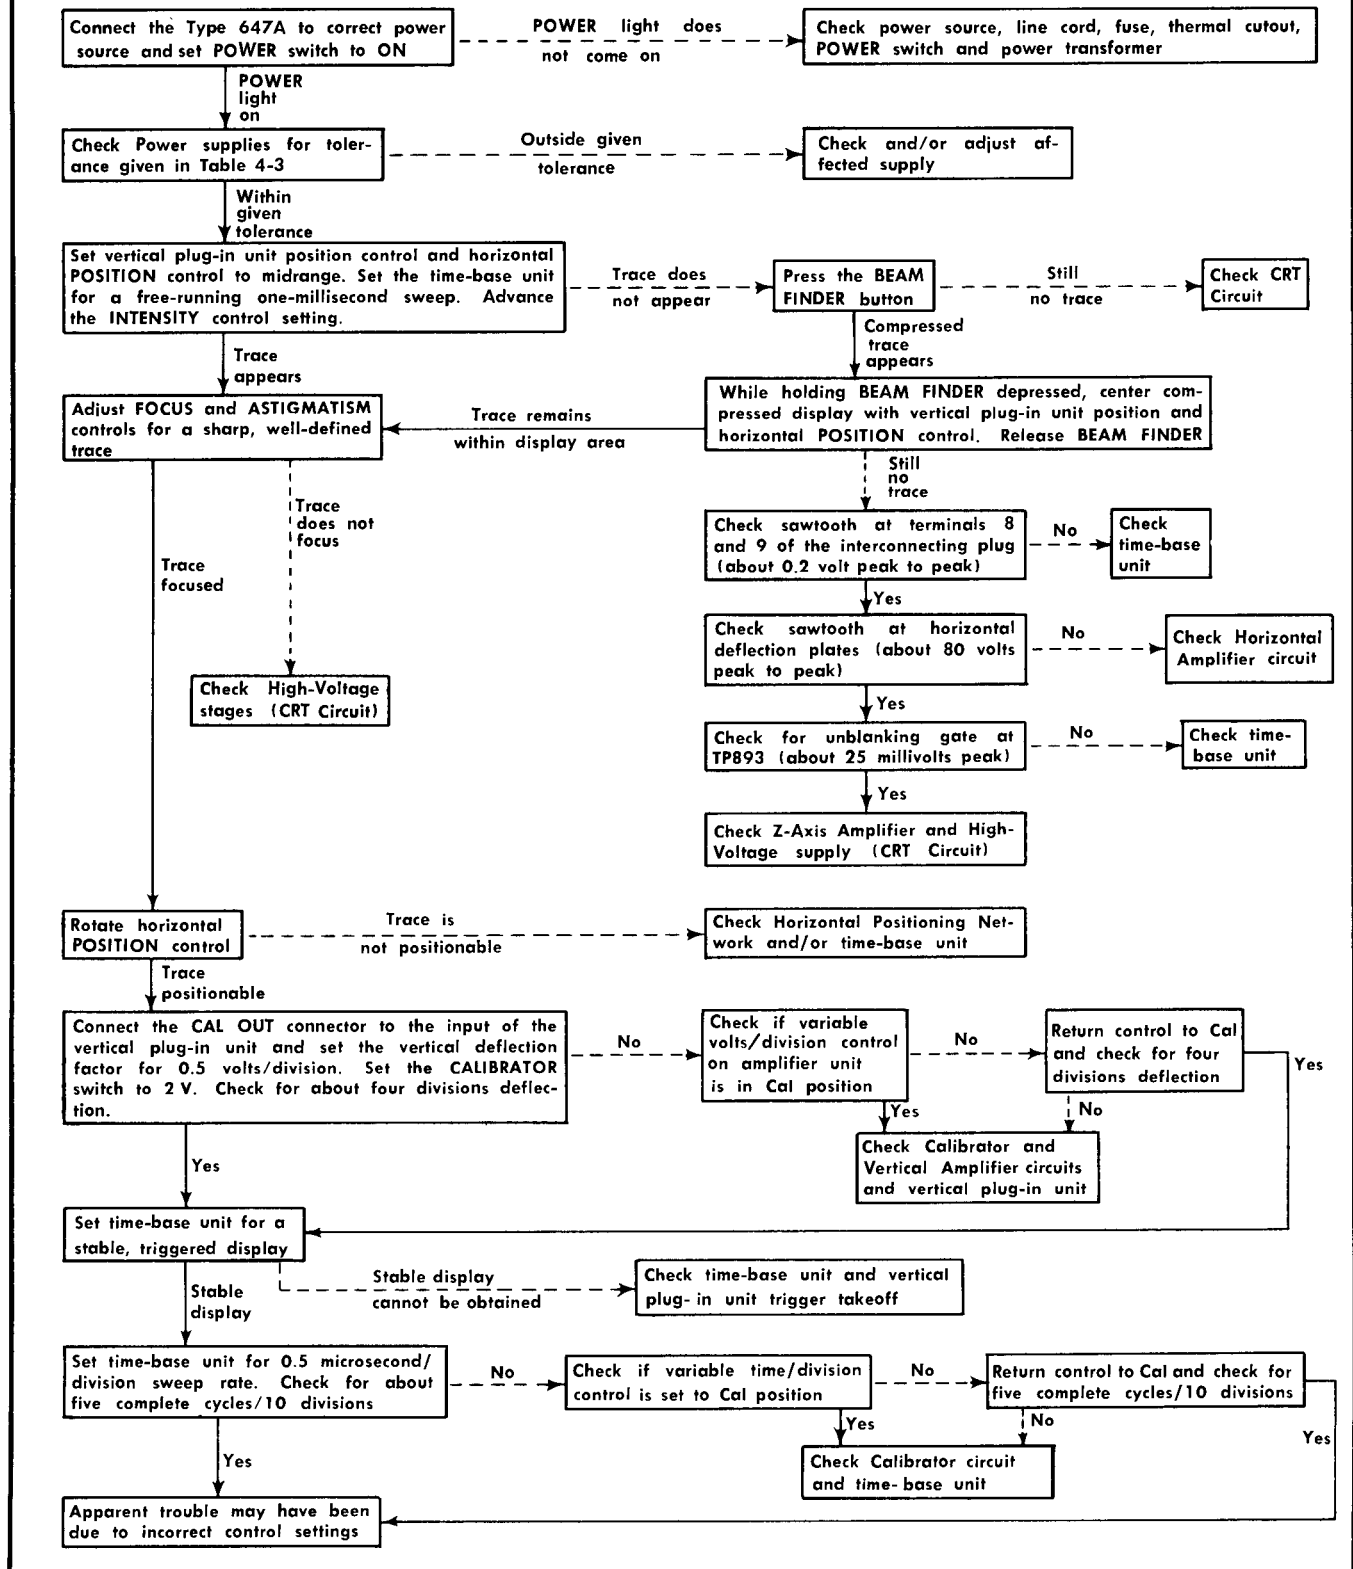 Connect the Type 647A to correct power
source and set POWER switch to ON
POWER light does
not come on
Check power source, line cord, fuse, thermal cutout,
POWER switch and power transformer
POWER
light
on
Check Power supplies for toler-
ance given in Table 4-3
Outside given
tolerance
Check and/or adjust af-
fected supply
Within
given
tolerance
Set vertical plug-in unit position control and horizontal
POSITION control to midrange. Set the time-base unit
for a free-running one-millisecond sweep. Advance
the INTENSITY control setting.
Trace does
not appear
Press the BEAM
FINDER button
Still
no trace
Check CRT
Circuit
Trace
appears
Compressed
trace
appears
Adjust FOCUS and ASTIGMATISM
controls for a sharp, well-defined
trace
Trace remains
within display area
While holding BEAM FINDER depressed, center com-
pressed display with vertical plug-in unit position and
horizontal POSITION control. Release BEAM FINDER
Still
no
trace
Trace
does not
focus
Trace
focused
Check sawtooth at terminals 8
and 9 of the interconnecting plug
(about 0.2 volt peak to peak)
No
Check
time-base
unit
Yes
Check sawtooth at horizontal
deflection plates (about 80 volts
peak to peak)
No
Check Horizontal
Amplifier circuit
Check High-Voltage
stages (CRT Circuit)
Yes
Check for unblanking gate at
TP893 (about 25 millivolts peak)
No
Check time-
base unit
Yes
Check Z-Axis Amplifier and High-
Voltage supply (CRT Circuit)
Rotate horizontal
POSITION control
Trace is
not positionable
Check Horizontal Positioning Net-
work and/or time-base unit
Trace
positionable
Connect the CAL OUT connector to the input of the
vertical plug-in unit and set the vertical deflection
factor for 0.5 volts/division. Set the CALIBRATOR
switch to 2 V. Check for about four divisions deflec-
tion.
No
Check if variable
volts/division control
on amplifier unit
is in Cal position
No
Return control to Cal
and check for four
divisions deflection
Yes
Yes
No
Check Calibrator and
Vertical Amplifier circuits
and vertical plug-in unit
Yes
Set time-base unit for a
stable, triggered display
Stable display
cannot be obtained
Check time-base unit and vertical
plug-in unit trigger takeoff
Stable
display
Set time-base unit for 0.5 microsecond/
division sweep rate. Check for about
five complete cycles/10 divisions
No
Check if variable time/division
control is set to Cal position
No
Return control to Cal and check for
five complete cycles/10 divisions
Yes
No
Yes
Yes
Check Calibrator circuit
and time-base unit
Apparent trouble may have been
due to incorrect control settings